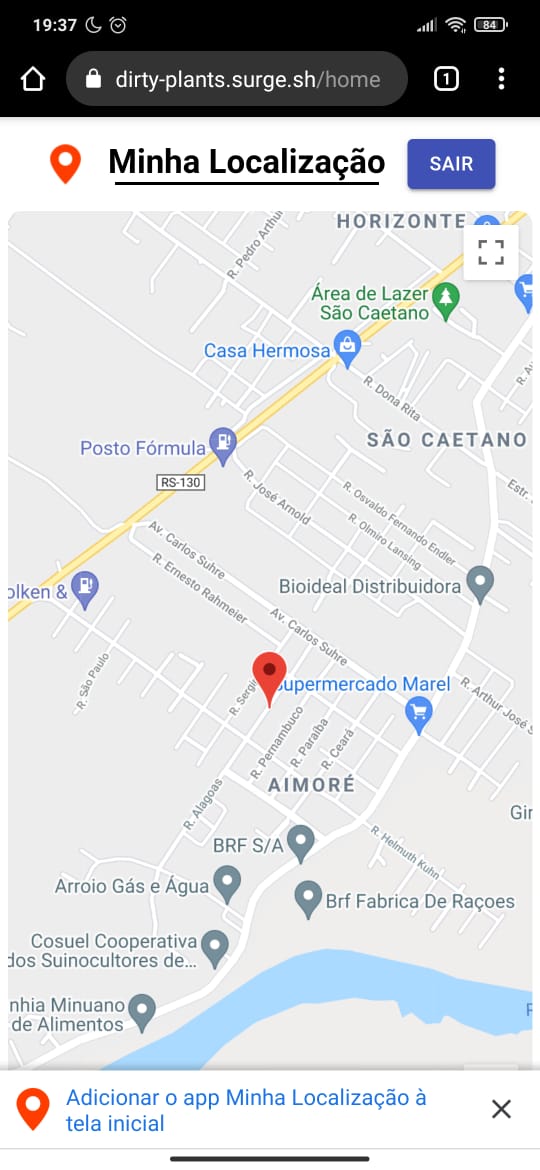 19:37
84
dirty-plants.surge.sh/home
1
Minha Localização
SAIR
HORIZONTE
R. Pedro Arthur
Área de Lazer
São Caetano
Casa Hermosa
R. Dona Rita
R. A
SÃO CAETANO
Posto Fórmula
RS-130
R. José Arnold
R. Osvaldo Fernando Endler
R. Olmiro Lansing
Estr.
Av. Carlos Suhre
R. Ernesto Rahmeier
olken &
Bioideal Distribuidora
Av. Carlos Suhre
R. São Paulo
R. Sergi
Supermercado Marel
R. Arthur José S
R. Pernambuco
R. Paraíba
R. Ceará
AIMORÉ
R. Alagoas
Gir
BRF S/A
R. Helmuth Kuhn
Arroio Gás e Água
Brf Fabrica De Raçoes
Cosuel Cooperativa
dos Suinocultores de...
nhia Minuano
de Alimentos
Adicionar o app Minha Localização à
tela inicial